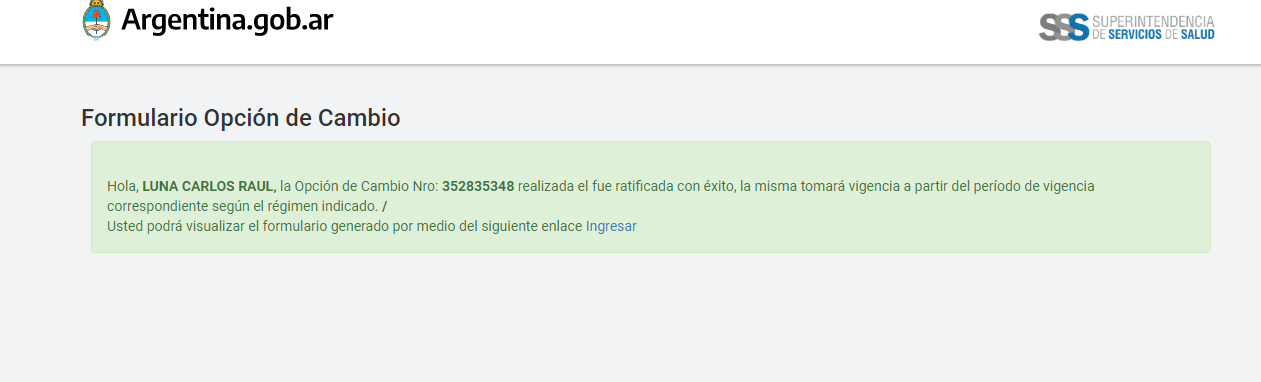 Argentina.gob.ar
SSS SUPERINTENDENCIA
DE SERVICIOS DE SALUD
Formulario Opción de Cambio
Hola, LUNA CARLOS RAUL, la Opción de Cambio Nro: 352835348 realizada el fue ratificada con éxito, la misma tomará vigencia a partir del período de vigencia
correspondiente según el régimen indicado. /
Usted podrá visualizar el formulario generado por medio del siguiente enlace Ingresar